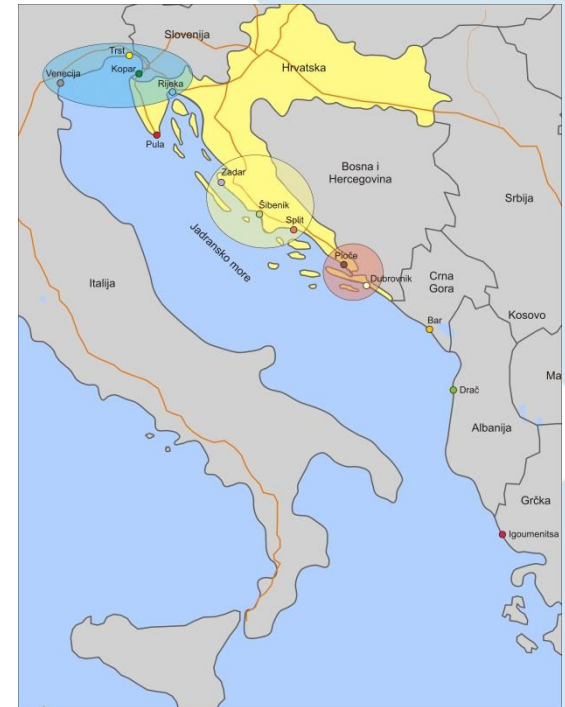 Slovenija
Trst
Kopar
Venecija
Rijeka
Hrvatska
Pula
Bosna i
Hercegovina
Zadar
Srbija
Šibenik
Split
Jadransko more
Ploče
Italija
Dubrovnik
Crna
Gora
Kosovo
Bar
Ma
Drač
Albanija
Grčka
Igoumenitsa